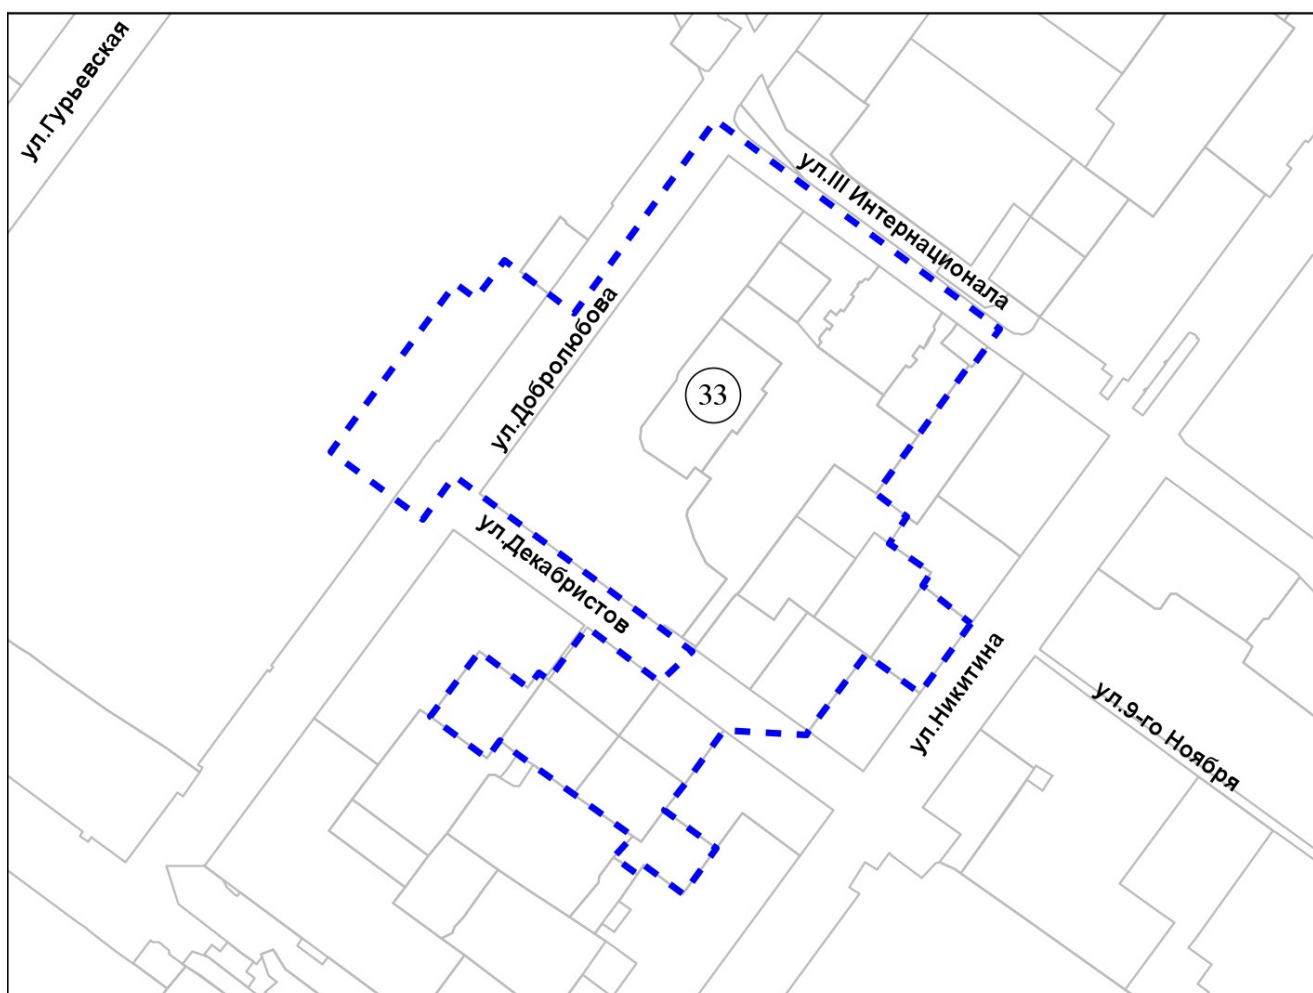 ул.Гурьевская
ул.III Интернационала
ул.Добролюбова
33
ул.Декабристов
ул.Никитина
ул.9-го Ноября